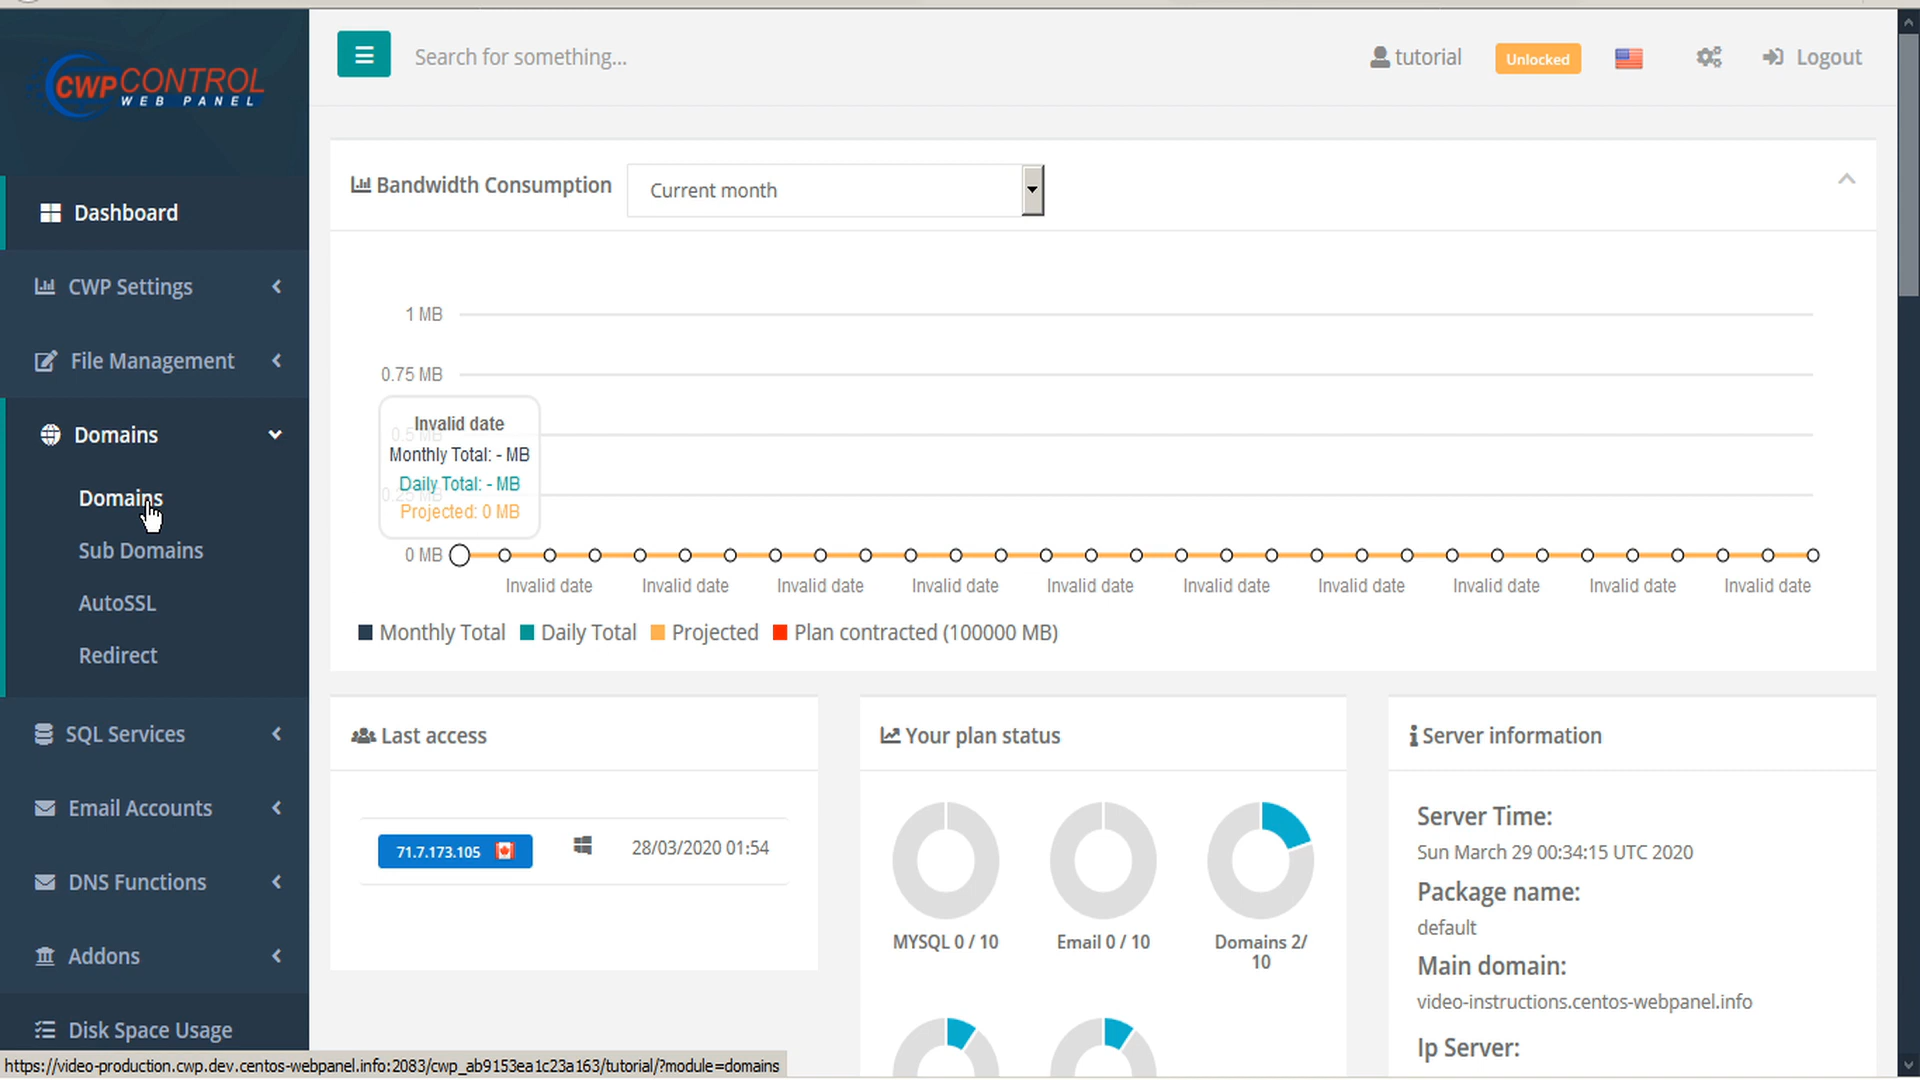 CWP CONTROL
WEB PANEL
Search for something...
tutorial
Unlocked
Logout
Dashboard
CWP Settings
File Management
Domains
Domains
Sub Domains
AutoSSL
Redirect
SQL Services
Email Accounts
DNS Functions
Addons
Disk Space Usage
Bandwidth Consumption
Current month
1 MB
0.75 MB
0.5 MB
0.25 MB
0 MB
Invalid date
Monthly Total: - MB
Daily Total: - MB
Projected: 0 MB
Invalid date Invalid date Invalid date Invalid date Invalid date Invalid date Invalid date Invalid date Invalid date Invalid date
Monthly Total Daily Total Projected Plan contracted (100000 MB)
Last access
71.7.173.105
28/03/2020 01:54
Your plan status
MYSQL 0 / 10
Email 0 / 10
Domains 2/
10
Server information
Server Time:
Sun March 29 00:34:15 UTC 2020
Package name:
default
Main domain:
video-instructions.centos-webpanel.info
Ip Server:
https://video-production.cwp.dev.centos-webpanel.info:2083/cwp_ab9153ea1c23a163/tutorial/?module=domains